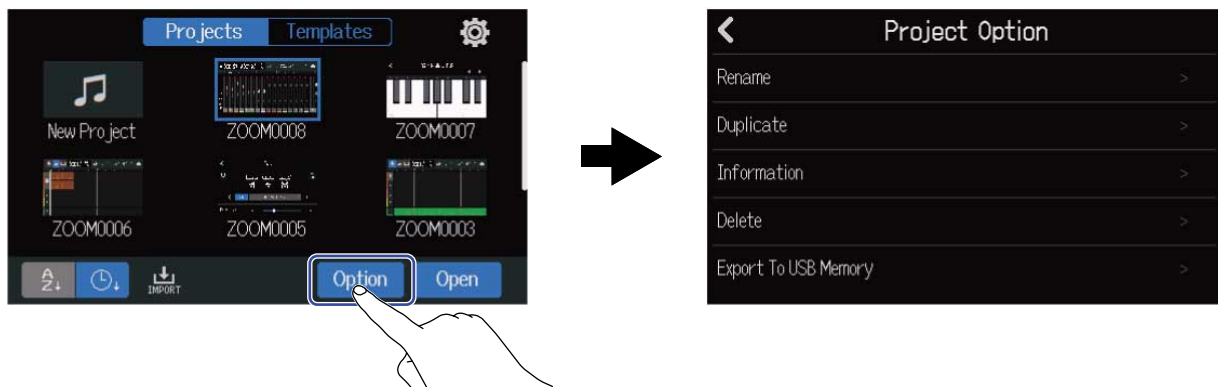 Projects Templates
New Project ZOOM0008 ZOOM0007
ZOOM0006 ZOOM0005 ZOOM0003
A
Z↓ IMPORT Option Open
Project Option
Rename >
Duplicate >
Information >
Delete >
Export To USB Memory >